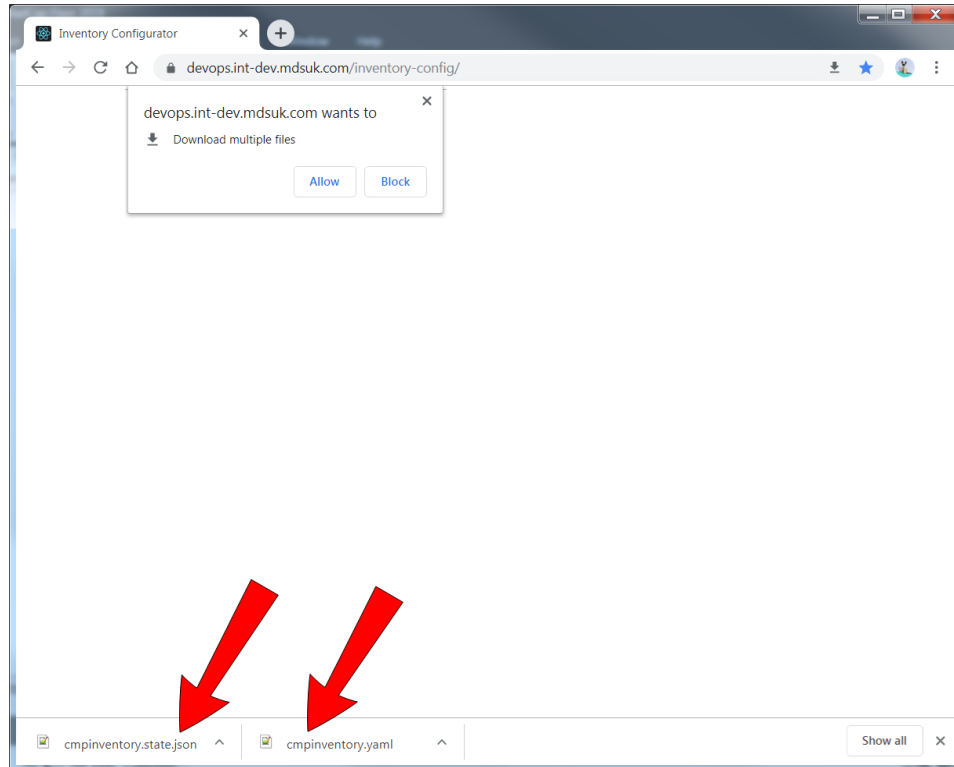 Inventory Configurator
devops.int-dev.mdsuk.com/inventory-config/
devops.int-dev.mdsuk.com wants to
Download multiple files
Allow Block
cmpinventory.state.json cmpinventory.yaml Show all